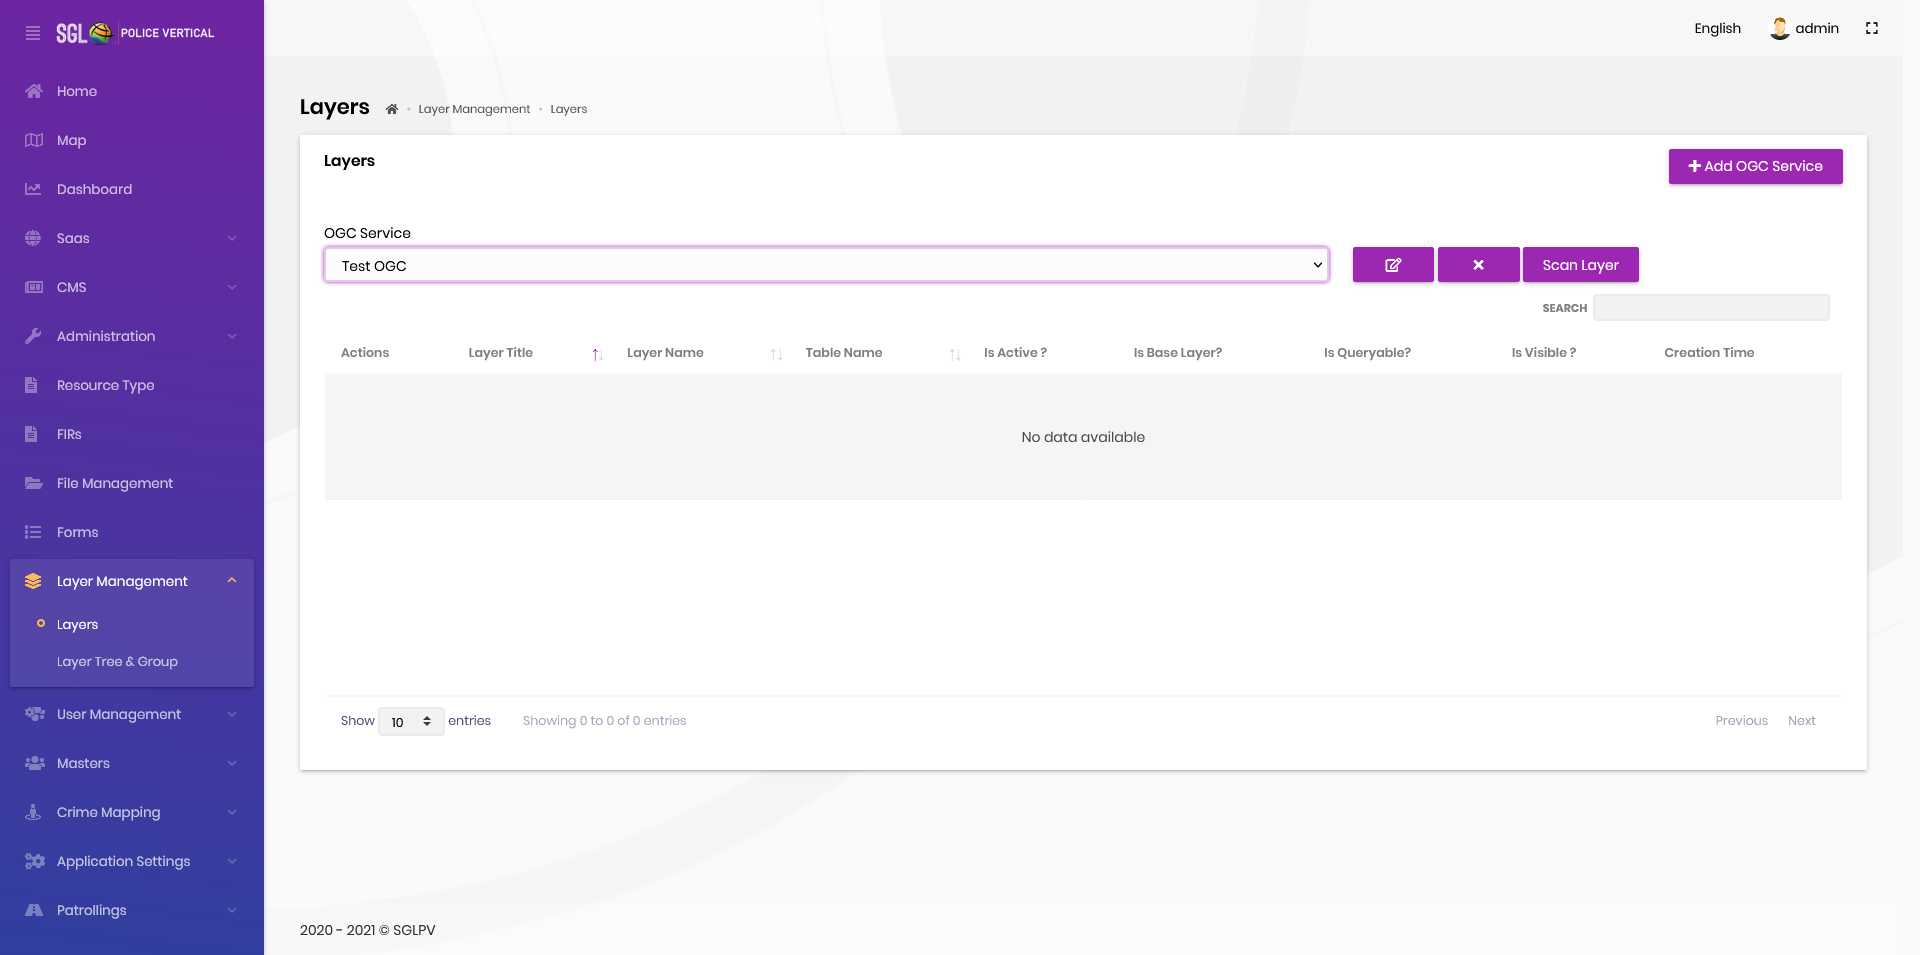 SGL POLICE VERTICAL
Home
Map
Dashboard
Saas
CMS
Administration
Resource Type
FIRs
File Management
Forms
Layer Management
Layers
Layer Tree & Group
User Management
Masters
Crime Mapping
Application Settings
Patrollings
English admin
Layers • Layer Management • Layers
Layers
Add OGC Service
OGC Service
Test OGC
Scan Layer
SEARCH
Actions Layer Title Layer Name Table Name Is Active ? Is Base Layer? Is Queryable? Is Visible ? Creation Time
No data available
Show 10 entries Showing 0 to 0 of 0 entries Previous Next
2020 - 2021 © SGLPV